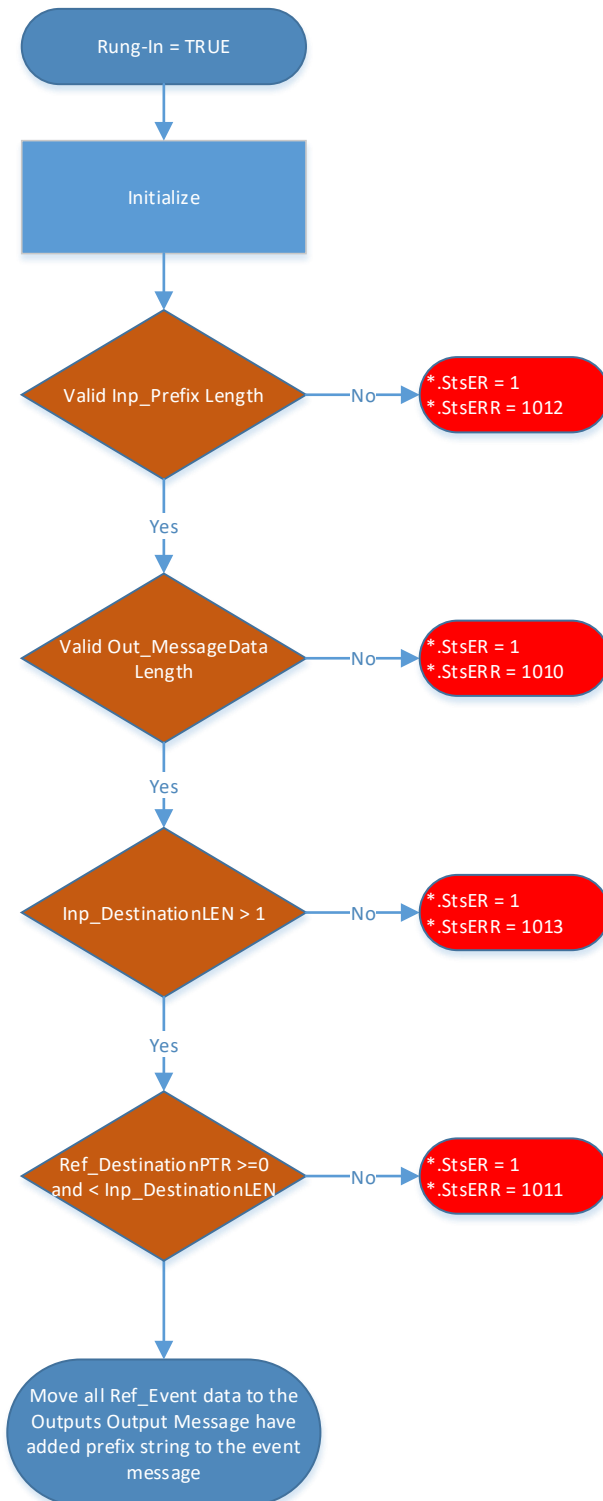 Rung-In = TRUE
Initialize
Valid Inp_Prefix Length
No
*.StsER = 1
*.StsERR = 1012
Yes
Valid Out_MessageData
Length
No
*.StsER = 1
*.StsERR = 1010
Yes
Inp_DestinationLEN > 1
No
*.StsER = 1
*.StsERR = 1013
Yes
Ref_DestinationPTR >=0
and < Inp_DestinationLEN
No
*.StsER = 1
*.StsERR = 1011
Move all Ref_Event data to the
Outputs Output Message have
added prefix string to the event
message